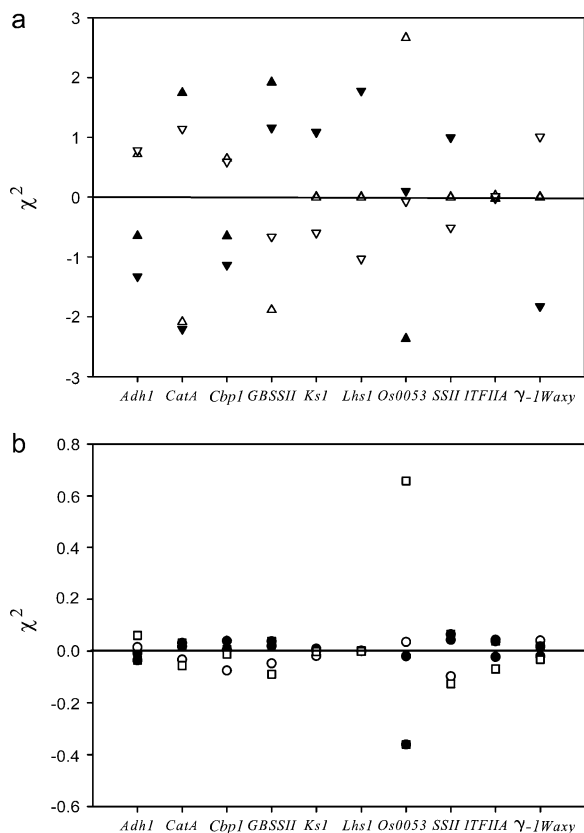 a
3
2
1
0
-1
-2
-3
χ2
Adh1 CatA Cbp1 GBSSII Ks1 Lhs1 Os0053 SSII ITFIIA γ-1Waxy
b
0.8
0.6
0.4
0.2
0.0
-0.2
-0.4
-0.6
χ2
Adh1 CatA Cbp1 GBSSII Ks1 Lhs1 Os0053 SSII ITFIIA γ-1Waxy